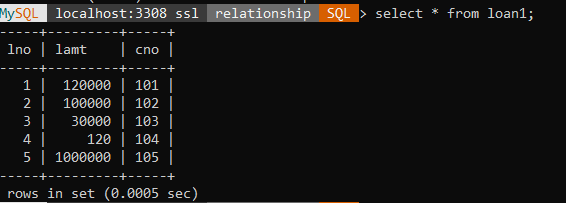 MySQL localhost:3308 ssl relationship SQL > select * from loan1;
-----+---------+-----+
lno | lamt | cno |
-----+---------+-----+
1 | 120000 | 101 |
2 | 100000 | 102 |
3 | 30000 | 103 |
4 | 120 | 104 |
5 | 1000000 | 105 |
-----+---------+-----+
rows in set (0.0005 sec)